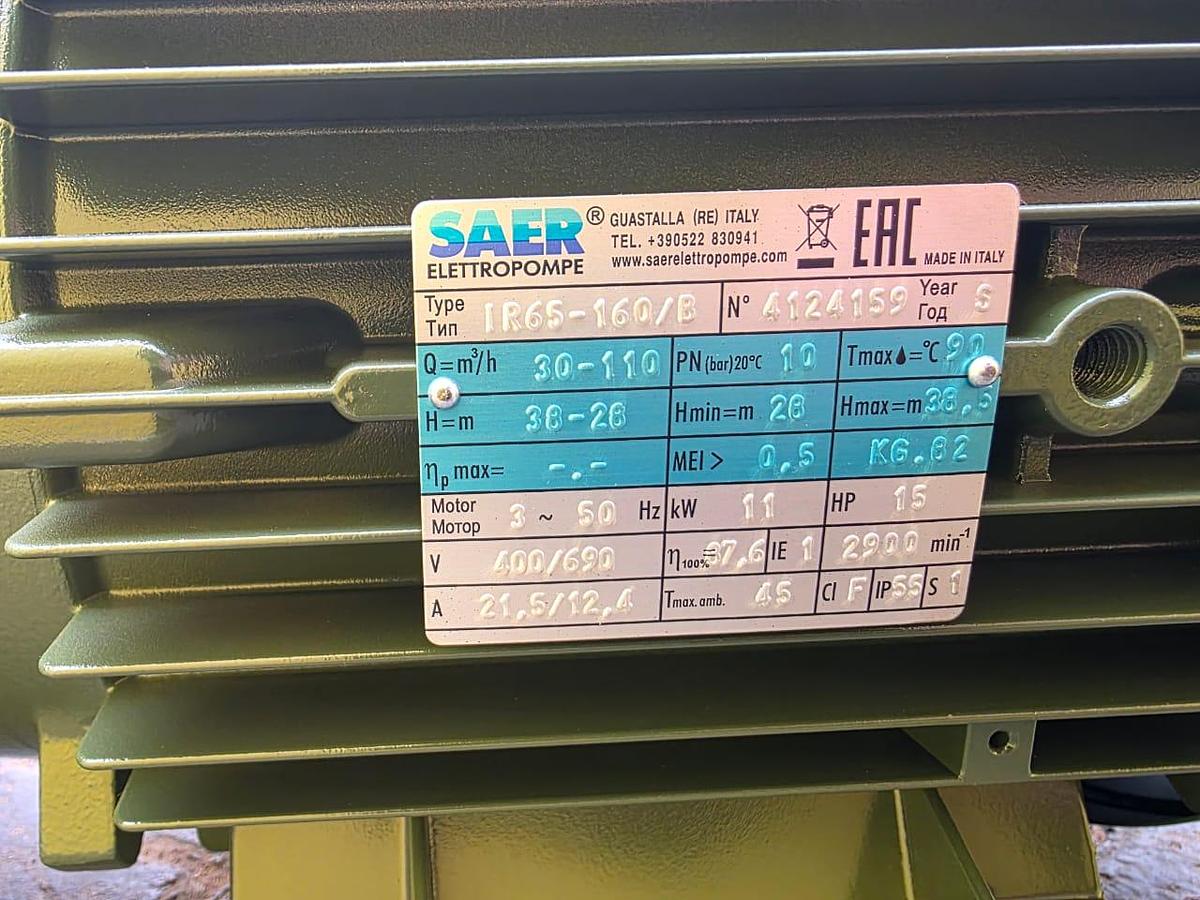 SAER® GUASTALLA (RE) ITALY
ELETTROPOMPE TEL. +390522 830941
www.saerelettropompe.com
EAC MADE IN ITALY
Type Тип IR65-160/B N° 4124159 Year Год S
Q=m³/h 30-110 PN(bar)20°C 10 Tmax=°C 90
H=m 38-28 Hmin=m 28 Hmax=m 38,5
ηp max= -.- MEI > 0,5 KG.82
Motor Мотор 3 ~ 50 Hz kW 11 HP 15
V 400/690 η100%= 87,6 IE 1 2900 min⁻¹
A 21,5/12,4 Tmax.amb. 45 Cl F IP55 S 1